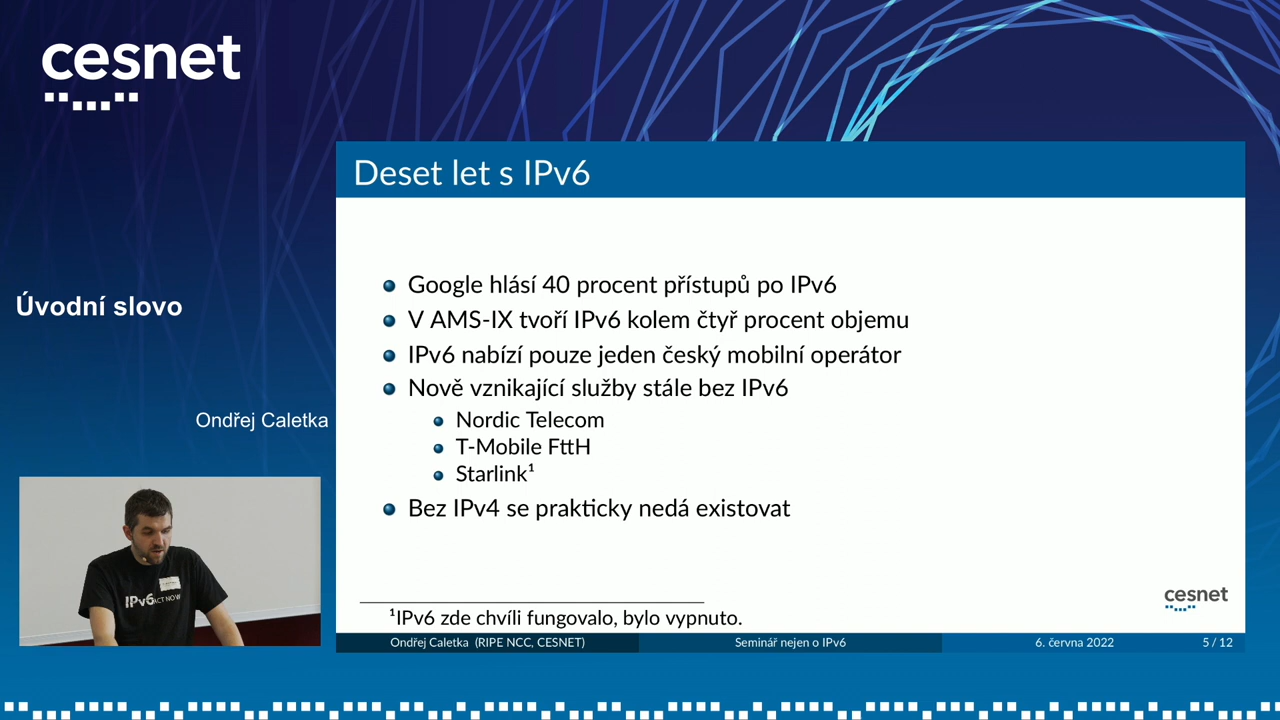 cesnet
Úvodní slovo
Ondřej Caletka
IPv6 ACT NOW
Deset let s IPv6
Google hlásí 40 procent přístupů po IPv6
V AMS-IX tvoří IPv6 kolem čtyř procent objemu
IPv6 nabízí pouze jeden český mobilní operátor
Nově vznikající služby stále bez IPv6
Nordic Telecom
T-Mobile FttH
Starlink¹
Bez IPv4 se prakticky nedá existovat
cesnet
¹IPv6 zde chvíli fungovalo, bylo vypnuto.
Ondřej Caletka (RIPE NCC, CESNET) Seminář nejen o IPv6 6. června 2022 5 / 12